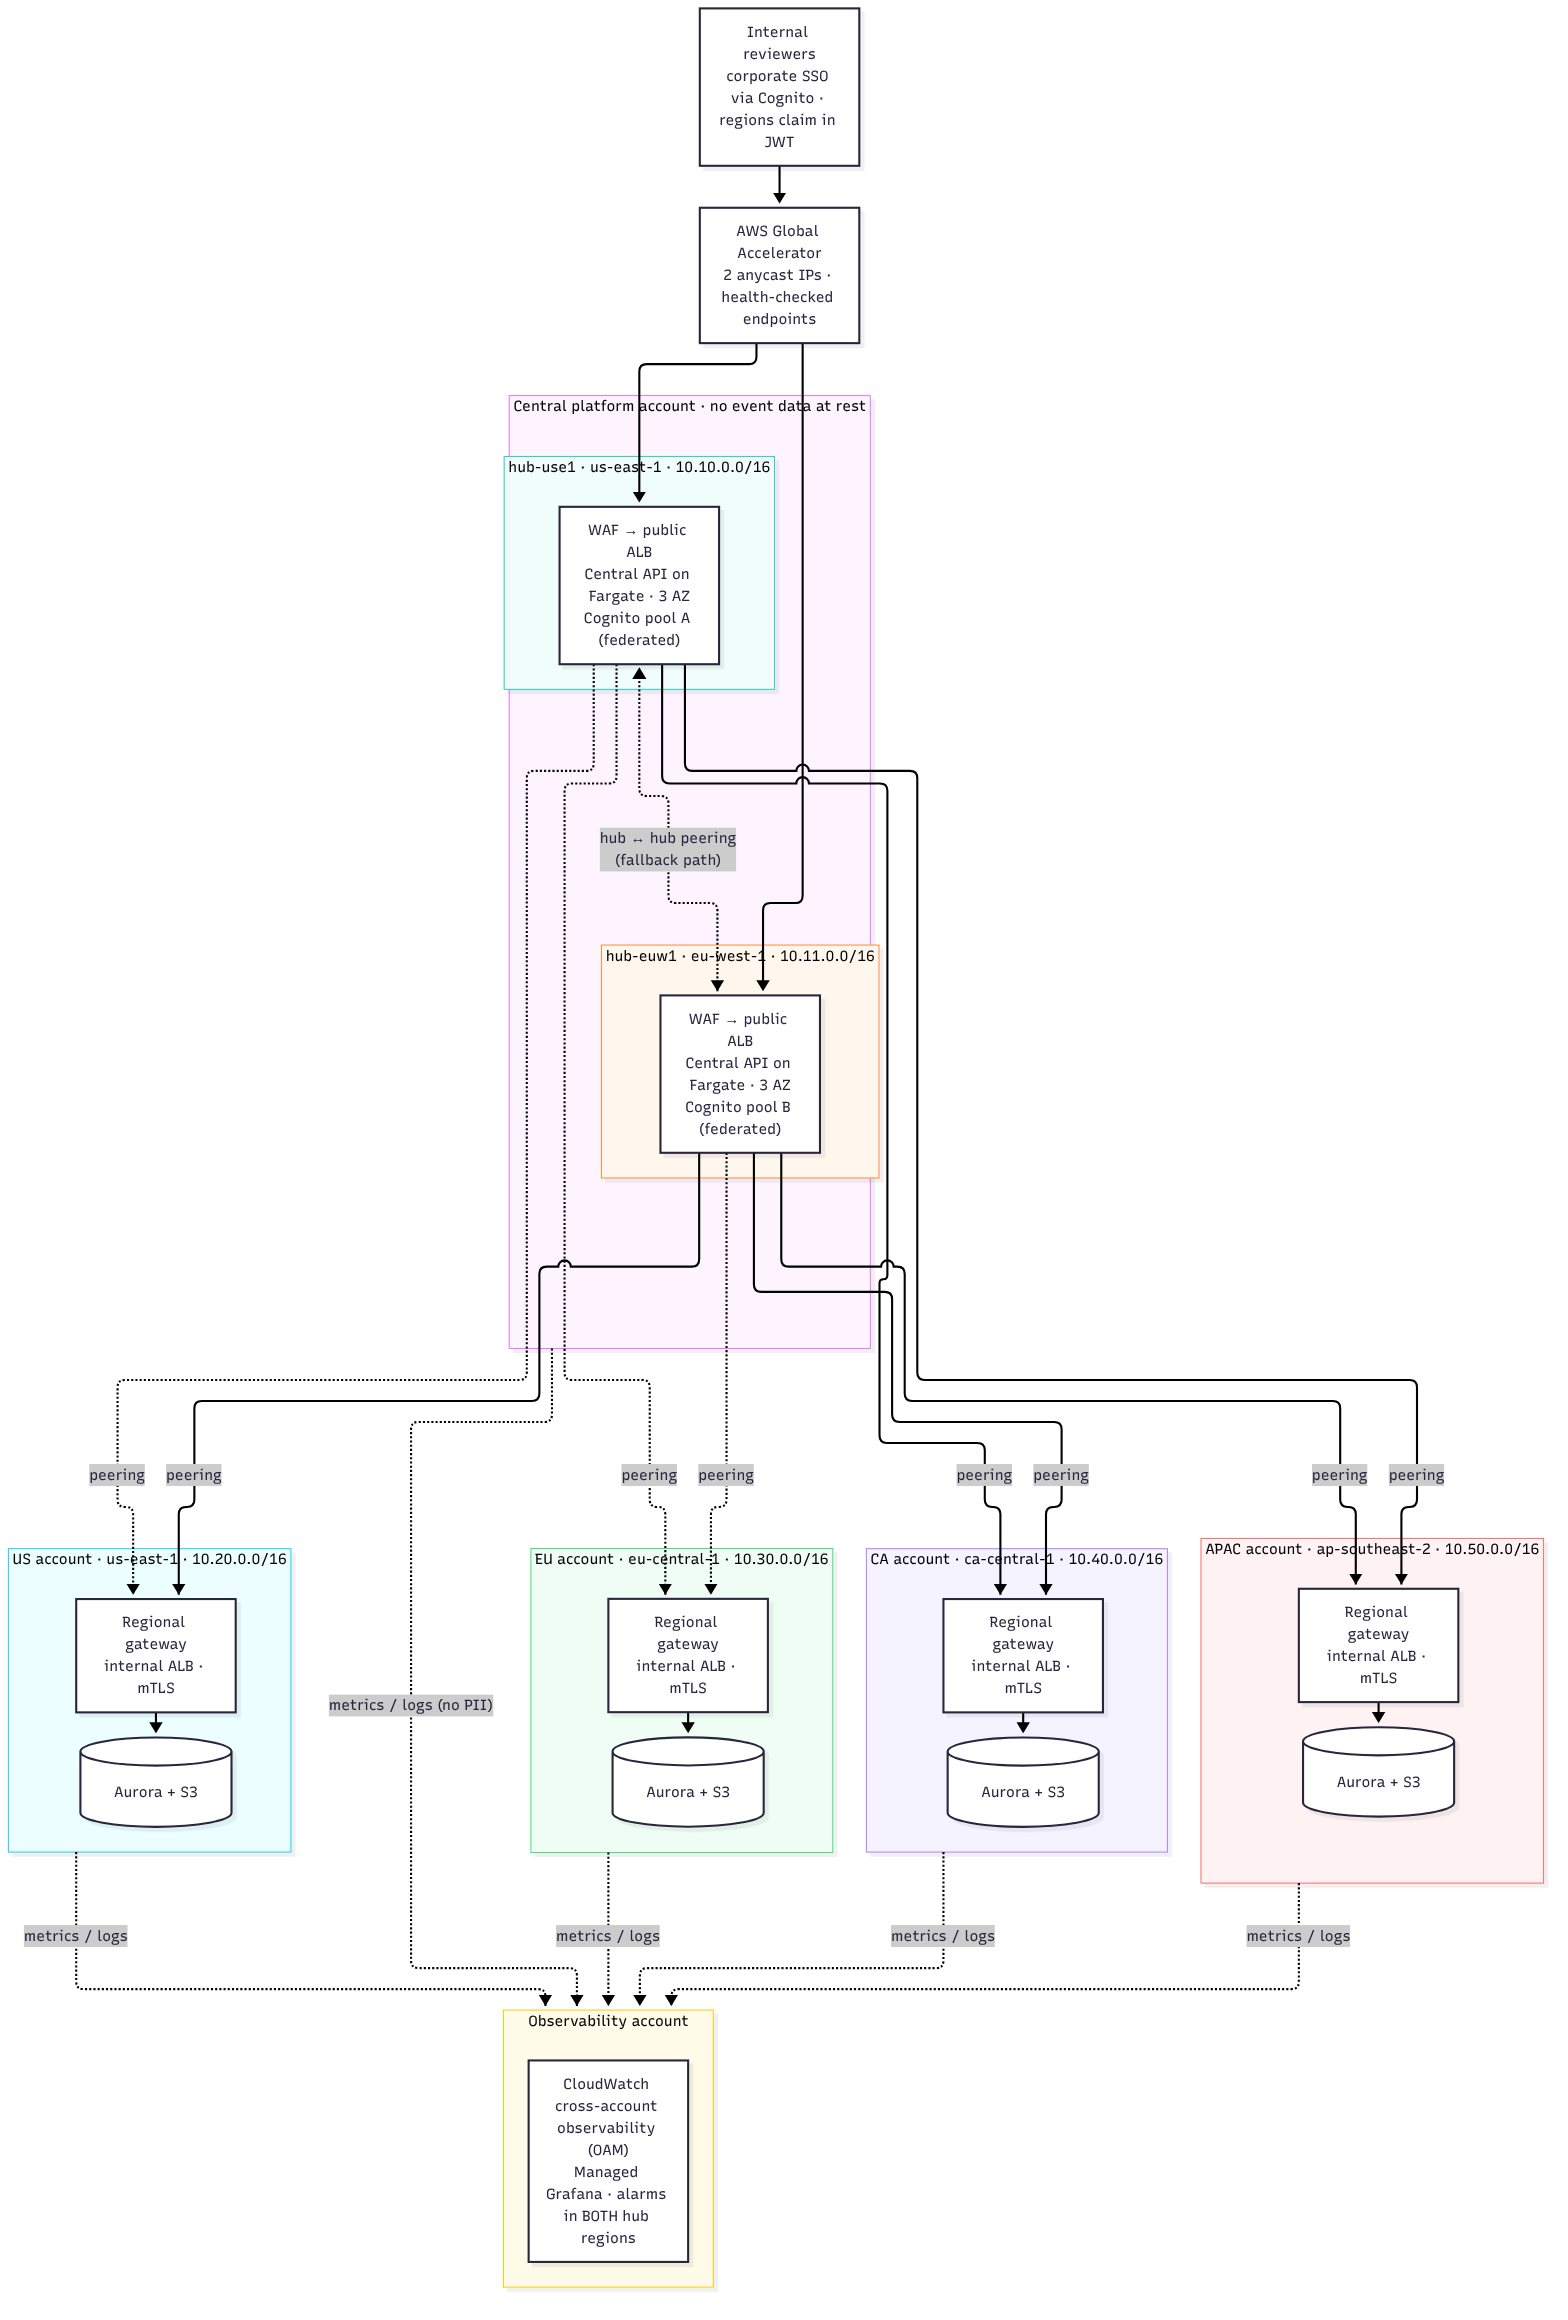 Internal
reviewers
corporate SSO
via Cognito ·
regions claim in
JWT
AWS Global
Accelerator
2 anycast IPs ·
health-checked
endpoints
Central platform account · no event data at rest
hub-use1 · us-east-1 · 10.10.0.0/16
WAF → public
ALB
Central API on
Fargate · 3 AZ
Cognito pool A
(federated)
hub ↔ hub peering
(fallback path)
hub-euw1 · eu-west-1 · 10.11.0.0/16
WAF → public
ALB
Central API on
Fargate · 3 AZ
Cognito pool B
(federated)
peering
peering
peering
peering
peering
peering
peering
peering
US account · us-east-1 · 10.20.0.0/16
Regional
gateway
internal ALB ·
mTLS
Aurora + S3
metrics / logs (no PII)
EU account · eu-central-1 · 10.30.0.0/16
Regional
gateway
internal ALB ·
mTLS
Aurora + S3
CA account · ca-central-1 · 10.40.0.0/16
Regional
gateway
internal ALB ·
mTLS
Aurora + S3
APAC account · ap-southeast-2 · 10.50.0.0/16
Regional
gateway
internal ALB ·
mTLS
Aurora + S3
metrics / logs
metrics / logs
metrics / logs
metrics / logs
Observability account
CloudWatch
cross-account
observability
(OAM)
Managed
Grafana · alarms
in BOTH hub
regions